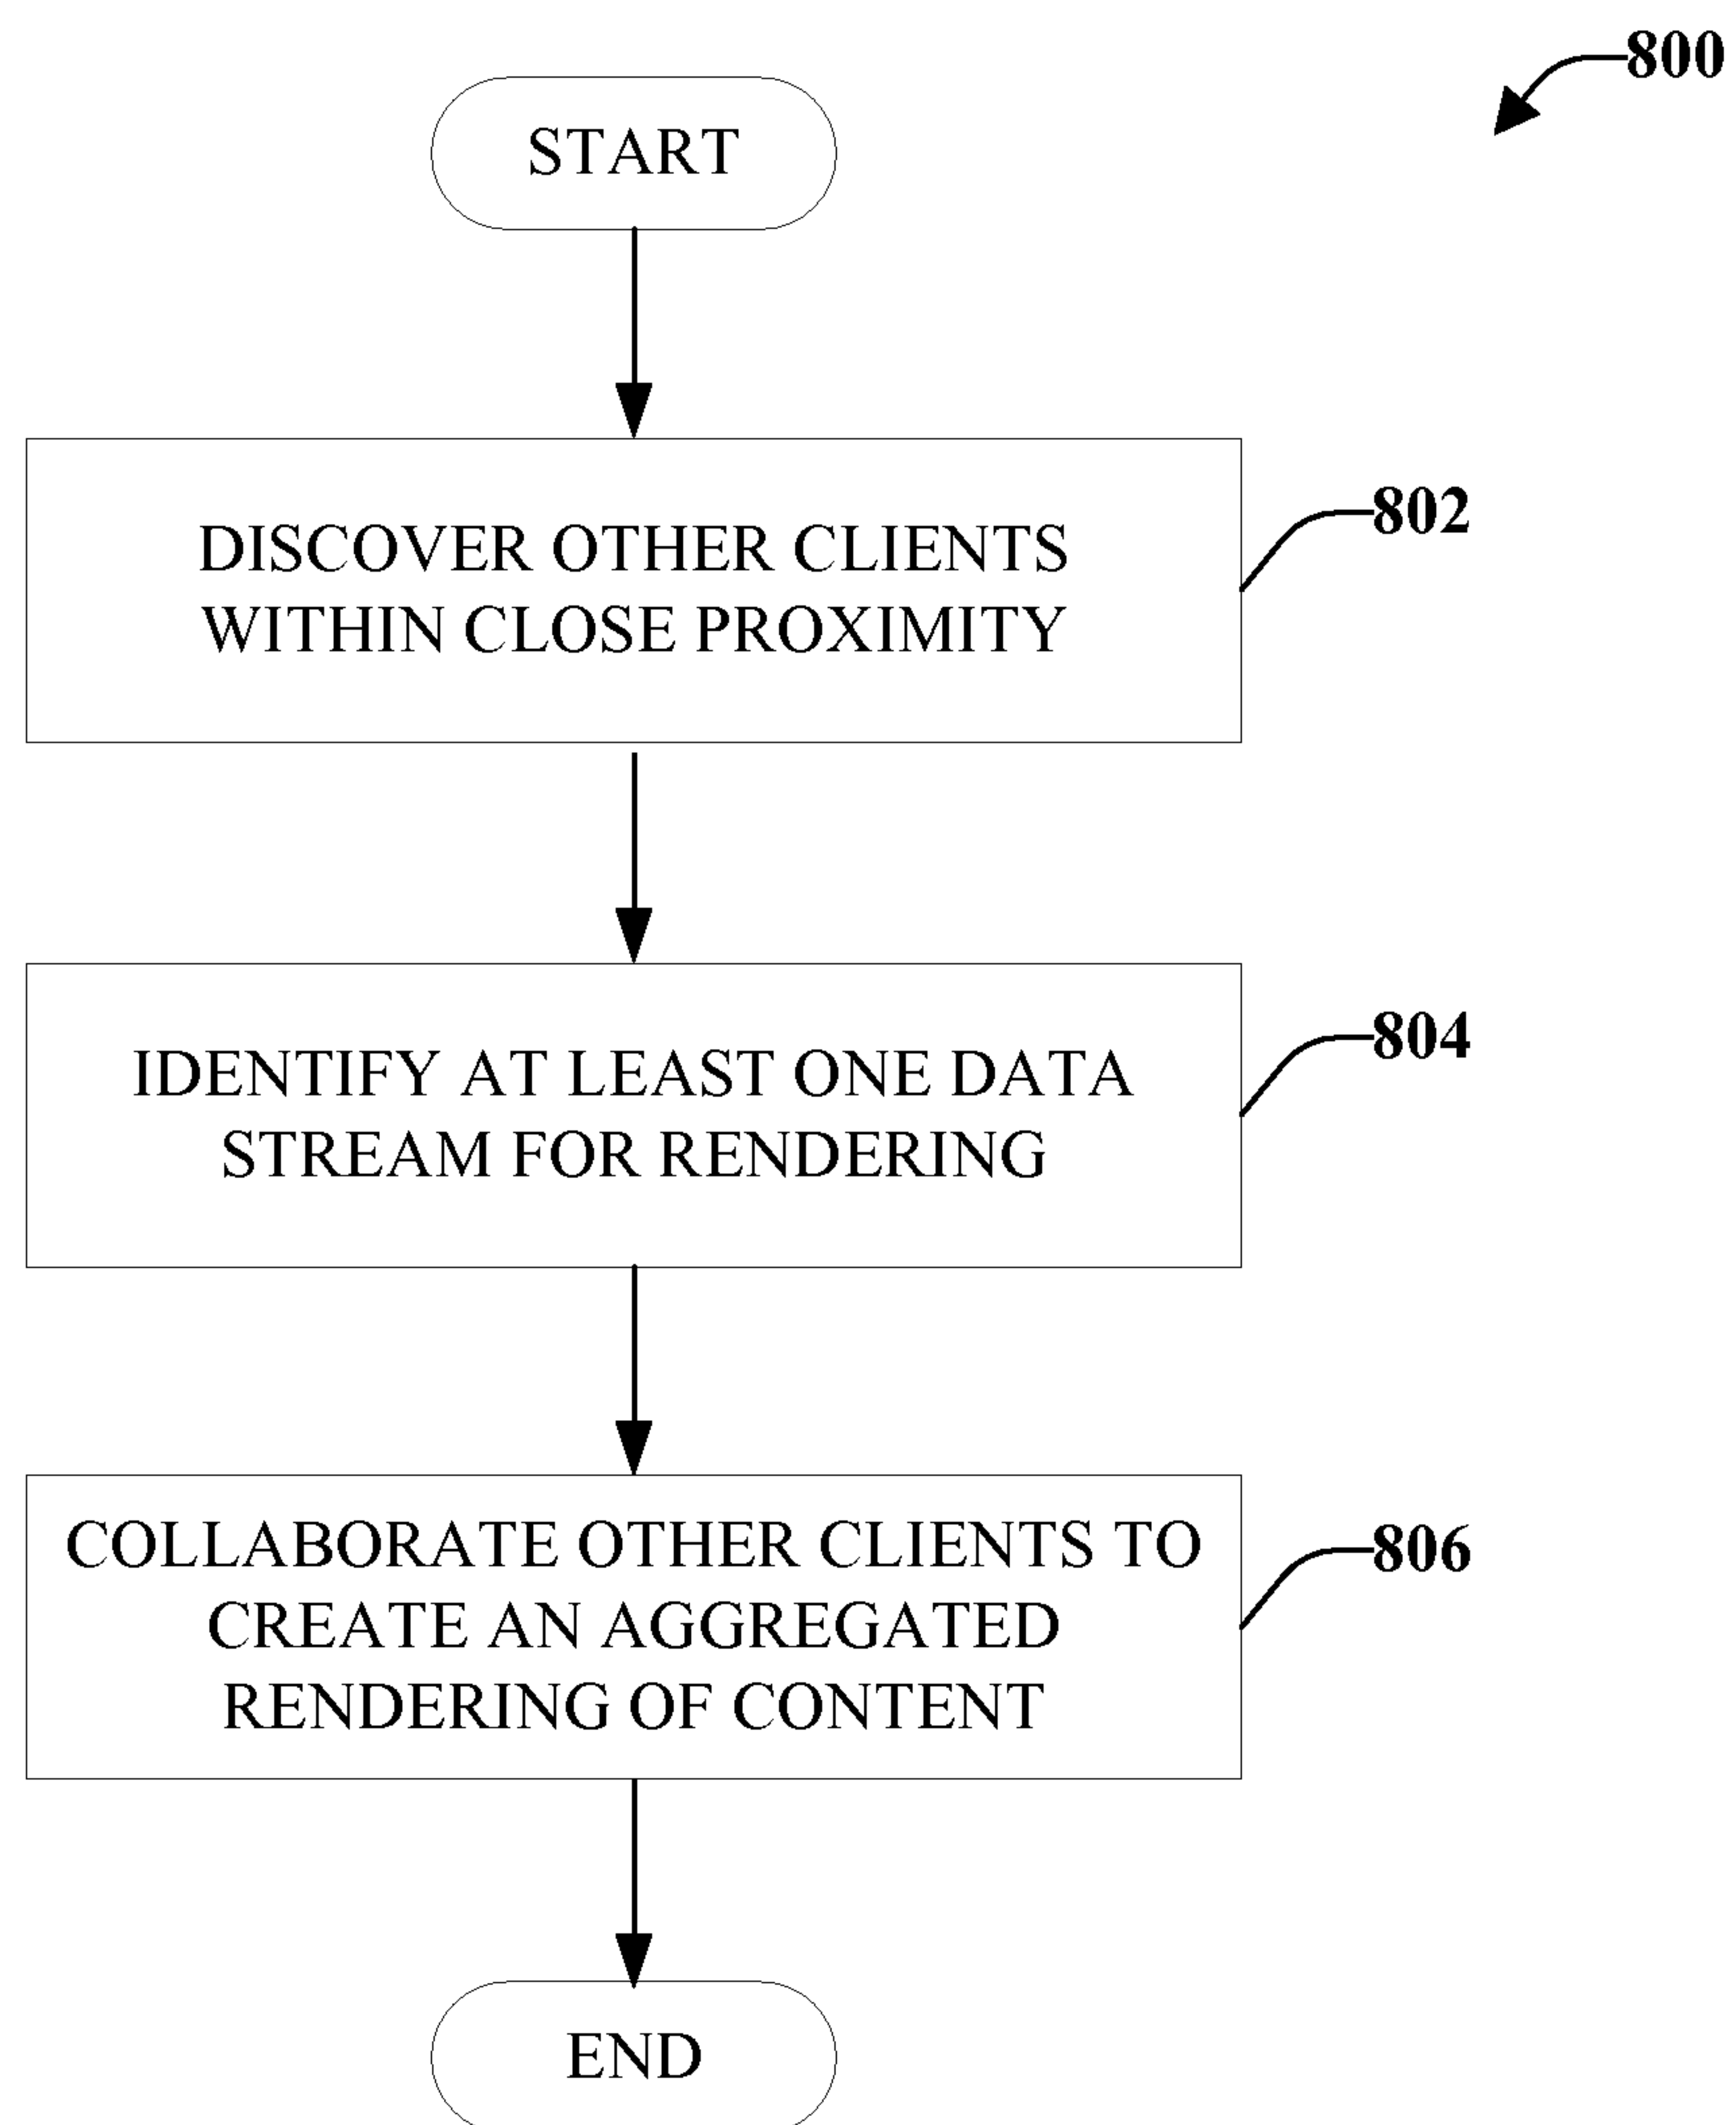 800
START
DISCOVER OTHER CLIENTS
WITHIN CLOSE PROXIMITY
802
IDENTIFY AT LEAST ONE DATA
STREAM FOR RENDERING
804
COLLABORATE OTHER CLIENTS TO
CREATE AN AGGREGATED
RENDERING OF CONTENT
806
END